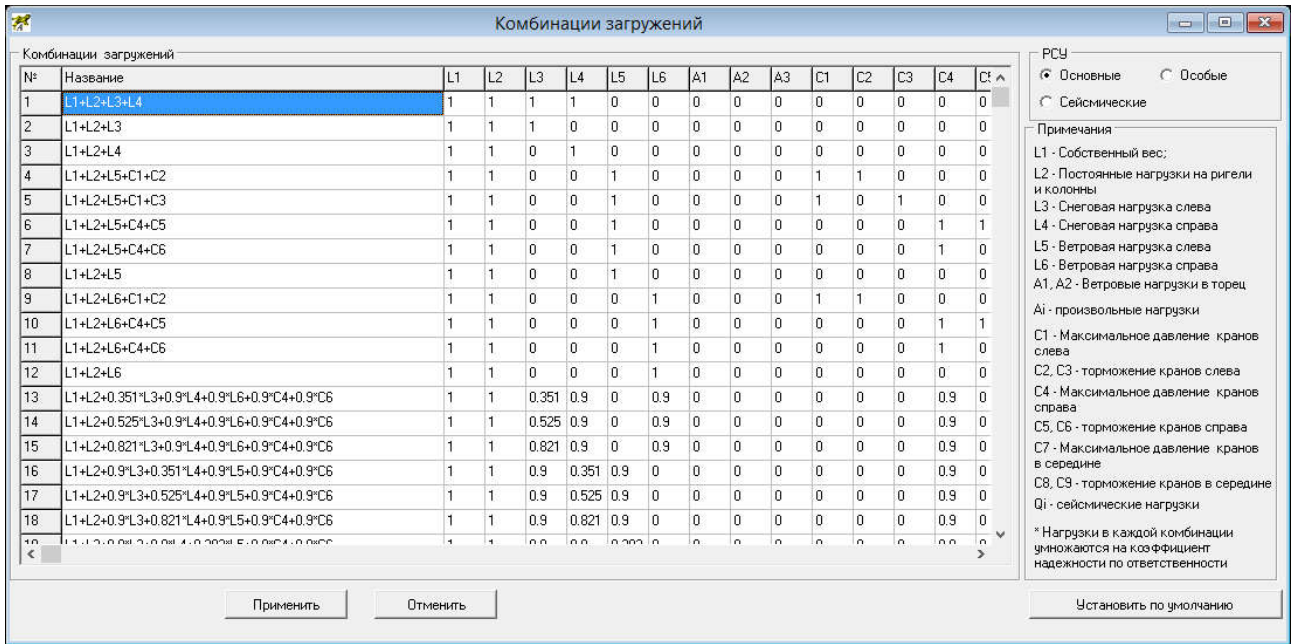 Комбинации загружений
Комбинации загружений
№ Название L1 L2 L3 L4 L5 L6 A1 A2 A3 C1 C2 C3 C4
1 L1+L2+L3+L4 1 1 1 1 0 0 0 0 0 0 0 0 0 0
2 L1+L2+L3 1 1 1 0 0 0 0 0 0 0 0 0 0 0
3 L1+L2+L4 1 1 0 1 0 0 0 0 0 0 0 0 0 0
4 L1+L2+L5+C1+C2 1 1 0 0 1 0 0 0 0 1 1 0 0 0
5 L1+L2+L5+C1+C3 1 1 0 0 1 0 0 0 0 1 0 1 0 0
6 L1+L2+L5+C4+C5 1 1 0 0 1 0 0 0 0 0 0 0 1 1
7 L1+L2+L5+C4+C6 1 1 0 0 1 0 0 0 0 0 0 0 1 0
8 L1+L2+L5 1 1 0 0 1 0 0 0 0 0 0 0 0 0
9 L1+L2+L6+C1+C2 1 1 0 0 0 1 0 0 0 1 1 0 0 0
10 L1+L2+L6+C4+C5 1 1 0 0 0 1 0 0 0 0 0 0 1 1
11 L1+L2+L6+C4+C6 1 1 0 0 0 1 0 0 0 0 0 0 1 0
12 L1+L2+L6 1 1 0 0 0 1 0 0 0 0 0 0 0 0
13 L1+L2+0.351*L3+0.9*L4+0.9*L6+0.9*C4+0.9*C6 1 1 0.351 0.9 0 0.9 0 0 0 0 0 0 0.9 0
14 L1+L2+0.525*L3+0.9*L4+0.9*L6+0.9*C4+0.9*C6 1 1 0.525 0.9 0 0.9 0 0 0 0 0 0 0.9 0
15 L1+L2+0.821*L3+0.9*L4+0.9*L6+0.9*C4+0.9*C6 1 1 0.821 0.9 0 0.9 0 0 0 0 0 0 0.9 0
16 L1+L2+0.9*L3+0.351*L4+0.9*L5+0.9*C4+0.9*C6 1 1 0.9 0.351 0.9 0 0 0 0 0 0 0 0.9 0
17 L1+L2+0.9*L3+0.525*L4+0.9*L5+0.9*C4+0.9*C6 1 1 0.9 0.525 0.9 0 0 0 0 0 0 0 0.9 0
18 L1+L2+0.9*L3+0.821*L4+0.9*L5+0.9*C4+0.9*C6 1 1 0.9 0.821 0.9 0 0 0 0 0 0 0 0.9 0
Применить
Отменить
РСУ
Основные Особые
Сейсмические
Примечания
L1 - Собственный вес;
L2 - Постоянные нагрузки на ригели
и колонны
L3 - Снеговая нагрузка слева
L4 - Снеговая нагрузка справа
L5 - Ветровая нагрузка слева
L6 - Ветровая нагрузка справа
A1, A2 - Ветровые нагрузки в торец
Ai - произвольные нагрузки
C1 - Максимальное давление кранов
слева
C2, C3 - торможение кранов слева
C4 - Максимальное давление кранов
справа
C5, C6 - торможение кранов справа
C7 - Максимальное давление кранов
в середине
C8, C9 - торможение кранов в середине
Qi - сейсмические нагрузки
* Нагрузки в каждой комбинации
умножаются на коэффициент
надежности по ответственности
Установить по умолчанию